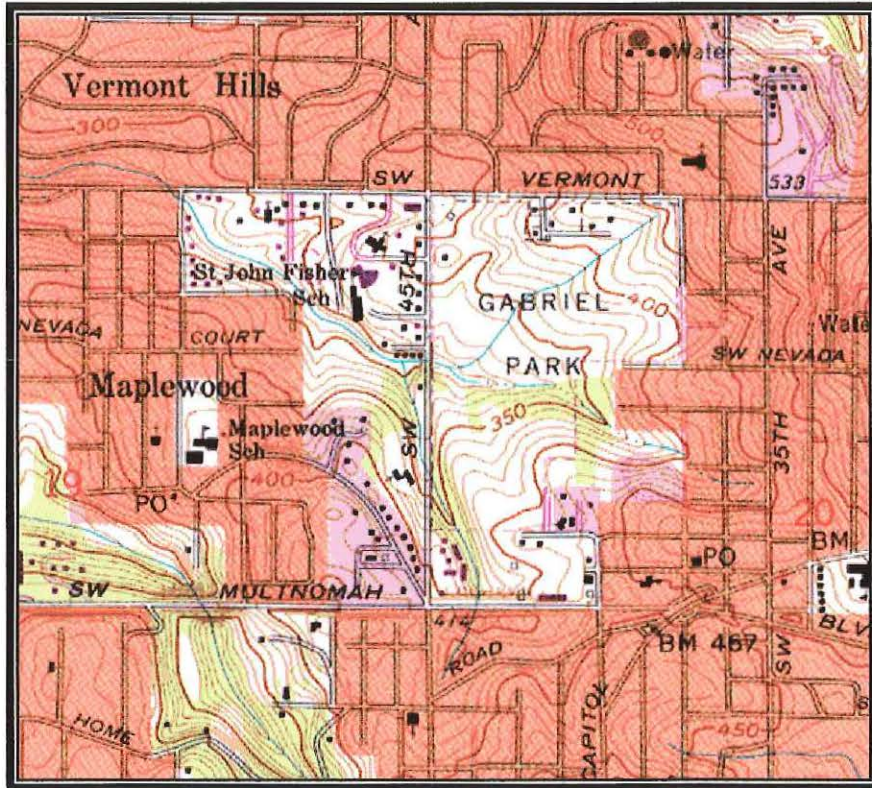 Water
450
Vermont Hills
300
500
SW VERMONT
533
St John Fisher
Sch
45TH
GABRIEL
400
AVE
NEVADA
COURT
PARK
SW NEVADA
Maplewood
350
SW
Maplewood
Sch
400
35TH
19
PO
20
BM
PO
SW MULTNOMAH
414
BLV
ROAD
BM 467
SW
HOME
CAPITOL
450